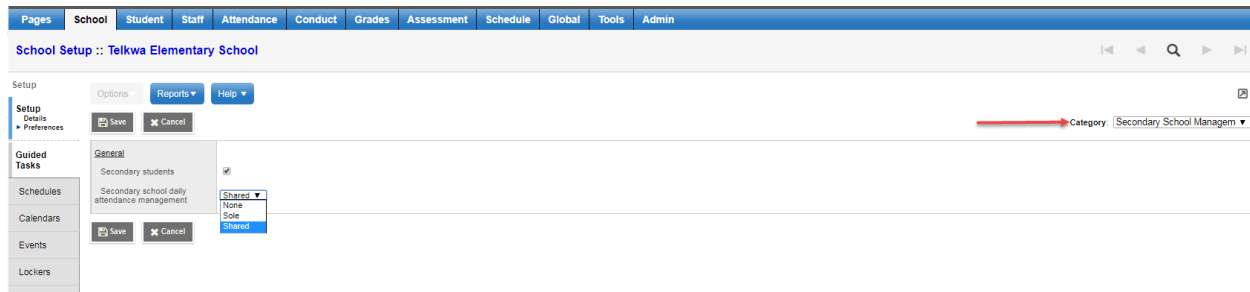 Pages School Student Staff Attendance Conduct Grades Assessment Schedule Global Tools Admin
School Setup :: Telkwa Elementary School
Setup
Options Reports Help
Setup
Details
Preferences
Save Cancel
Category: Secondary School Managem
Guided
Tasks
General
Secondary students
Schedules
Secondary school daily
attendance management
Shared
None
Sole
Shared
Calendars
Save Cancel
Events
Lockers